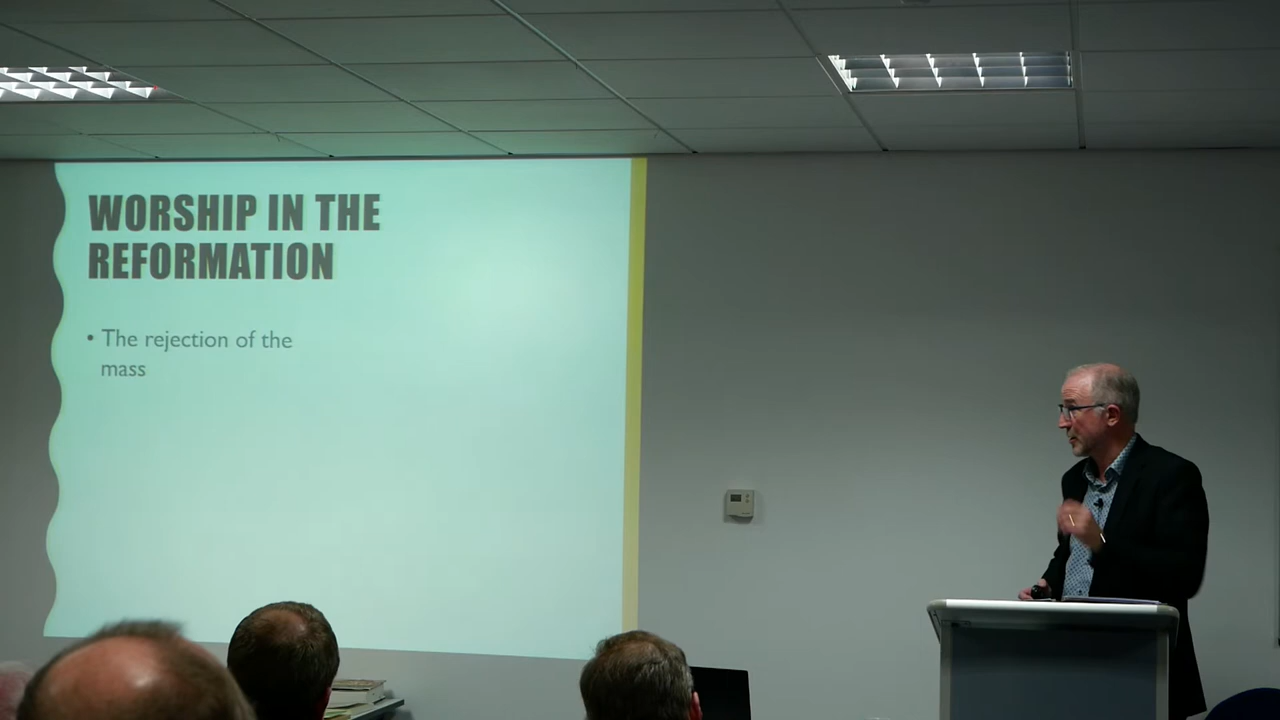 WORSHIP IN THE
REFORMATION
• The rejection of the
mass